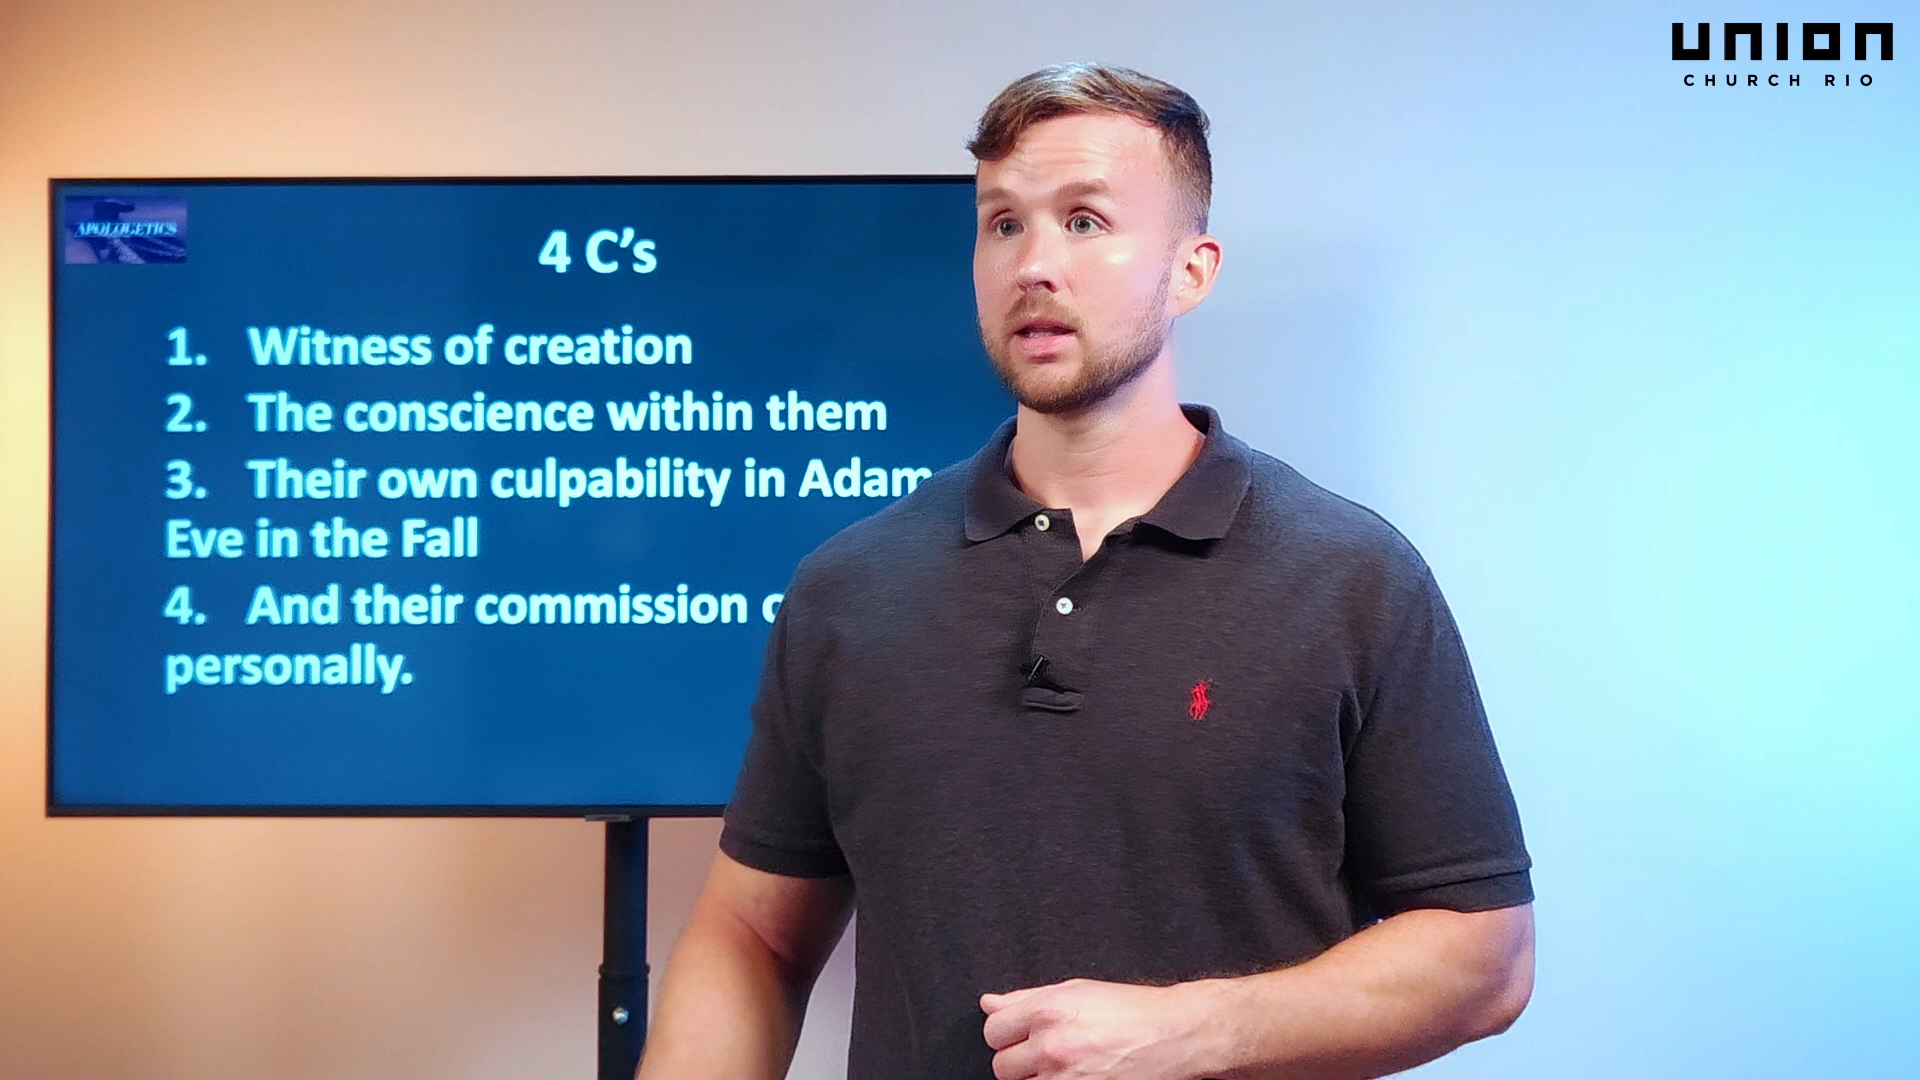 UNION
CHURCH RIO
APOLOGETICS
4 C’s
1. Witness of creation
2. The conscience within them
3. Their own culpability in Adam
Eve in the Fall
4. And their commission
personally.